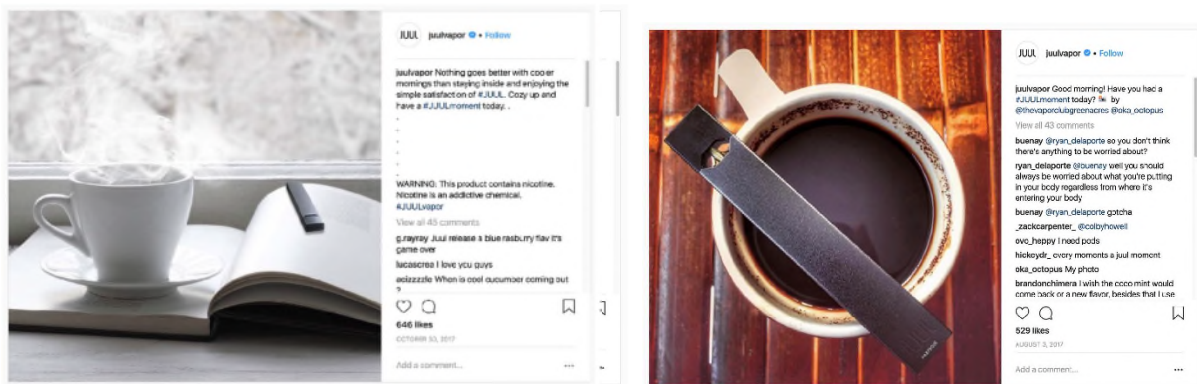 JUUL juulvapor • Follow
juulvapor Nothing goes better with cooler
mornings than staying inside and enjoying the
simple satisfaction of #JUUL. Cozy up and
have a #JUULmoment today. .
.
.
.
.
.
WARNING: This product contains nicotine.
Nicotine is an addictive chemical.
#JUULvapor
View all 45 comments
g.rayray Juul release a blue rasburry flav it's
game over
lucascrea I love you guys
When is cool cucumber coming out
?
646 likes
OCTOBER 30, 2017
Add a comment...
JUUL juulvapor • Follow
juulvapor Good morning! Have you had a
#JUULmoment today? by
@thevaporclubgreenacres @oka_octopus
View all 43 comments
buenay @ryan_delaporte so you don't think
there's anything to be worried about?
ryan_delaporte @buenay well you should
always be worried about what you're putting
in your body regardless from where it's
entering your body
buenay @ryan_delaporte gotcha
_zackcarpenter_ @colbyhowell
ovo_heppy I need pods
hickeydr_ every moments a juul moment
oka_octopus My photo
brandonchimera I wish the coco mint would
come back or a new flavor, besides that I use
529 likes
AUGUST 3, 2017
Add a comment...